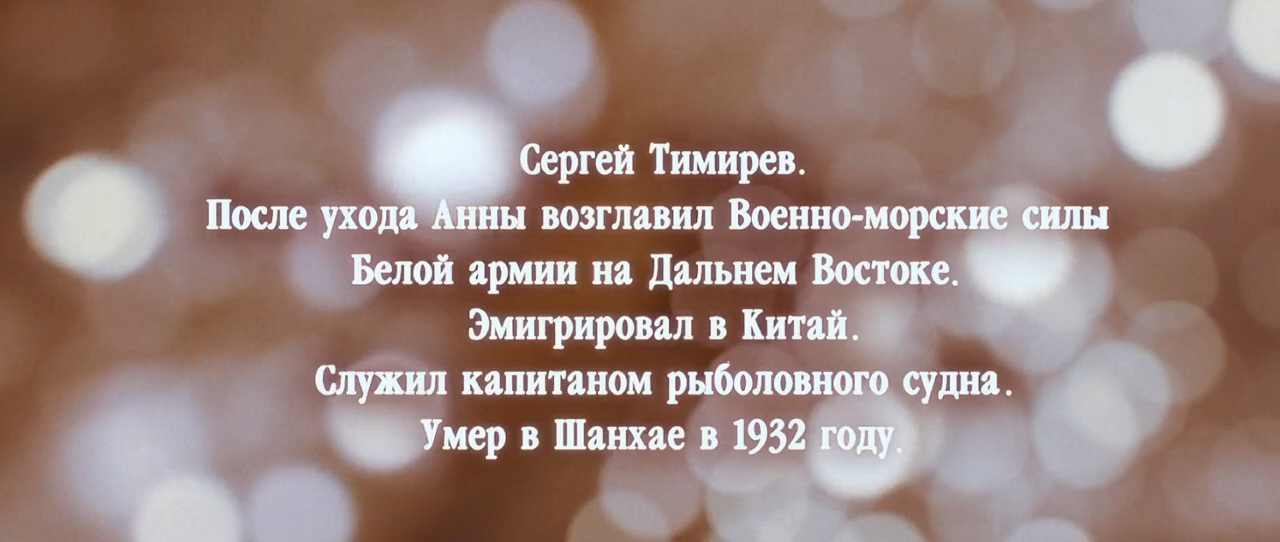 Сергей Тимирев.
После ухода Анны возглавил Военно-морские силы
Белой армии на Дальнем Востоке.
Эмигрировал в Китай.
Служил капитаном рыболовного судна.
Умер в Шанхае в 1932 году.